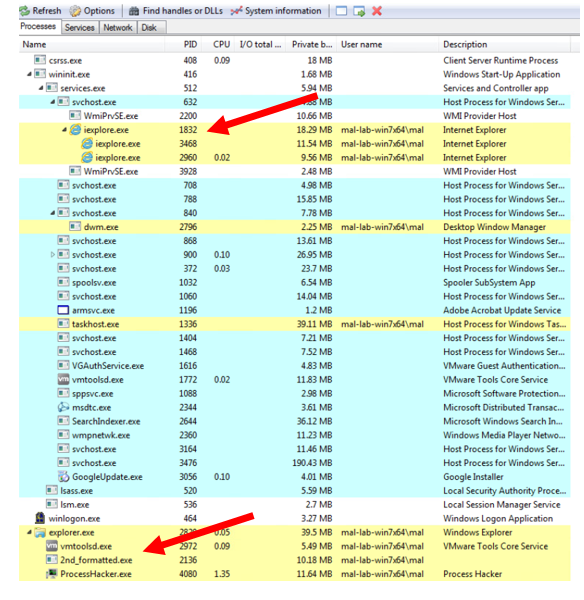 Refresh Options Find handles or DLLs System information
Processes Services Network Disk
Name PID CPU I/O total ... Private b... User name Description
csrss.exe 408 0.09 18 MB Client Server Runtime Process
wininit.exe 416 1.68 MB Windows Start-Up Application
services.exe 512 5.94 MB Services and Controller app
svchost.exe 632 MB Host Process for Windows Ser...
WmiPrvSE.exe 2200 10.66 MB WMI Provider Host
iexplore.exe 1832 18.29 MB mal-lab-win7x64\mal Internet Explorer
iexplore.exe 3468 11.54 MB mal-lab-win7x64\mal Internet Explorer
iexplore.exe 2960 0.02 9.56 MB mal-lab-win7x64\mal Internet Explorer
WmiPrvSE.exe 3928 2.48 MB WMI Provider Host
svchost.exe 708 4.98 MB Host Process for Windows Ser...
svchost.exe 788 15.85 MB Host Process for Windows Ser...
svchost.exe 840 7.78 MB Host Process for Windows Ser...
dwm.exe 2796 2.25 MB mal-lab-win7x64\mal Desktop Window Manager
svchost.exe 868 13.61 MB Host Process for Windows Ser...
svchost.exe 900 0.10 26.95 MB Host Process for Windows Ser...
svchost.exe 372 0.03 23.7 MB Host Process for Windows Ser...
spoolsv.exe 1032 6.54 MB Spooler SubSystem App
svchost.exe 1060 14.04 MB Host Process for Windows Ser...
armsvc.exe 1196 1.2 MB Adobe Acrobat Update Service
taskhost.exe 1336 39.11 MB mal-lab-win7x64\mal Host Process for Windows Tas...
svchost.exe 1404 7.21 MB Host Process for Windows Ser...
svchost.exe 1468 7.52 MB Host Process for Windows Ser...
VGAuthService.exe 1616 4.83 MB VMware Guest Authentication...
vmtoolsd.exe 1772 0.02 11.83 MB VMware Tools Core Service
sppsvc.exe 1088 2.98 MB Microsoft Software Protection...
msdtc.exe 2344 3.61 MB Microsoft Distributed Transac...
SearchIndexer.exe 2644 36.12 MB Microsoft Windows Search In...
wmpnetwk.exe 2360 11.23 MB Windows Media Player Netwo...
svchost.exe 3164 11.46 MB Host Process for Windows Ser...
svchost.exe 3476 190.43 MB Host Process for Windows Ser...
GoogleUpdate.exe 3056 0.10 4.01 MB Google Installer
lsass.exe 520 5.59 MB Local Security Authority Proce...
lsm.exe 536 2.7 MB Local Session Manager Service
winlogon.exe 464 3.27 MB Windows Logon Application
explorer.exe 0.05 39.5 MB mal-lab-win7x64\mal Windows Explorer
vmtoolsd.exe 2972 0.09 5.49 MB mal-lab-win7x64\mal VMware Tools Core Service
2nd_formatted.exe 2136 10.18 MB mal-lab-win7x64\mal
ProcessHacker.exe 4080 1.35 11.64 MB mal-lab-win7x64\mal Process Hacker